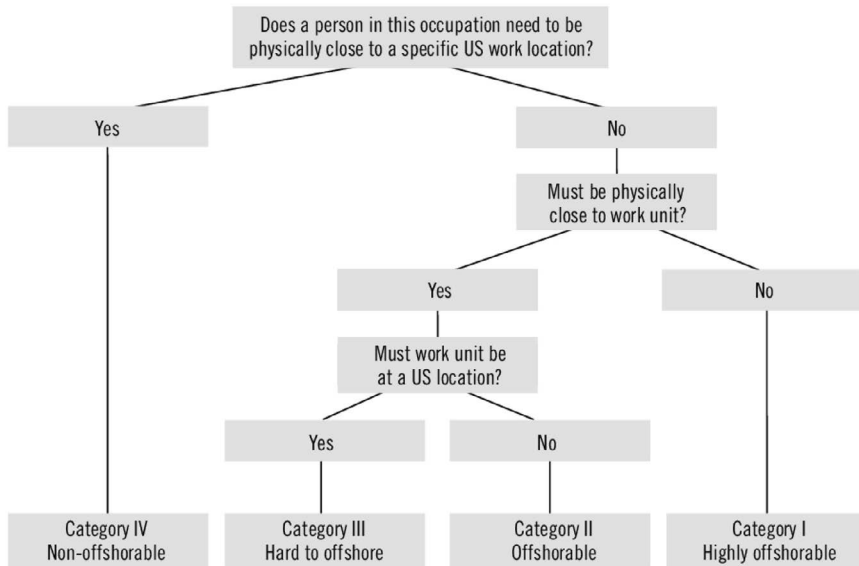 Does a person in this occupation need to be
physically close to a specific US work location?
Yes
No
Must be physically
close to work unit?
Yes
No
Must work unit be
at a US location?
Yes
No
Category IV
Non-offshorable
Category III
Hard to offshore
Category II
Offshorable
Category I
Highly offshorable